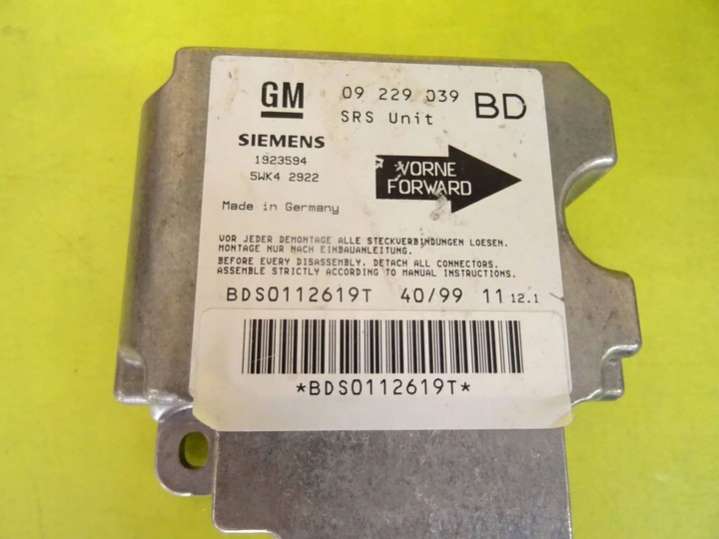 GM 09 229 039 BD
SRS Unit
SIEMENS
1923594
5WK4 2922
VORNE
FORWARD
Made in Germany
VOR JEDER DEMONTAGE ALLE STECKVERBINDUNGEN LOESEN.
MONTAGE NUR NACH EINBAUANLEITUNG.
BEFORE EVERY DISASSEMBLY, DETACH ALL CONNECTORS.
ASSEMBLE STRICTLY ACCORDING TO MANUAL INSTRUCTIONS.
BDS0112619T 40/99 11 12.1
*BDS0112619T*